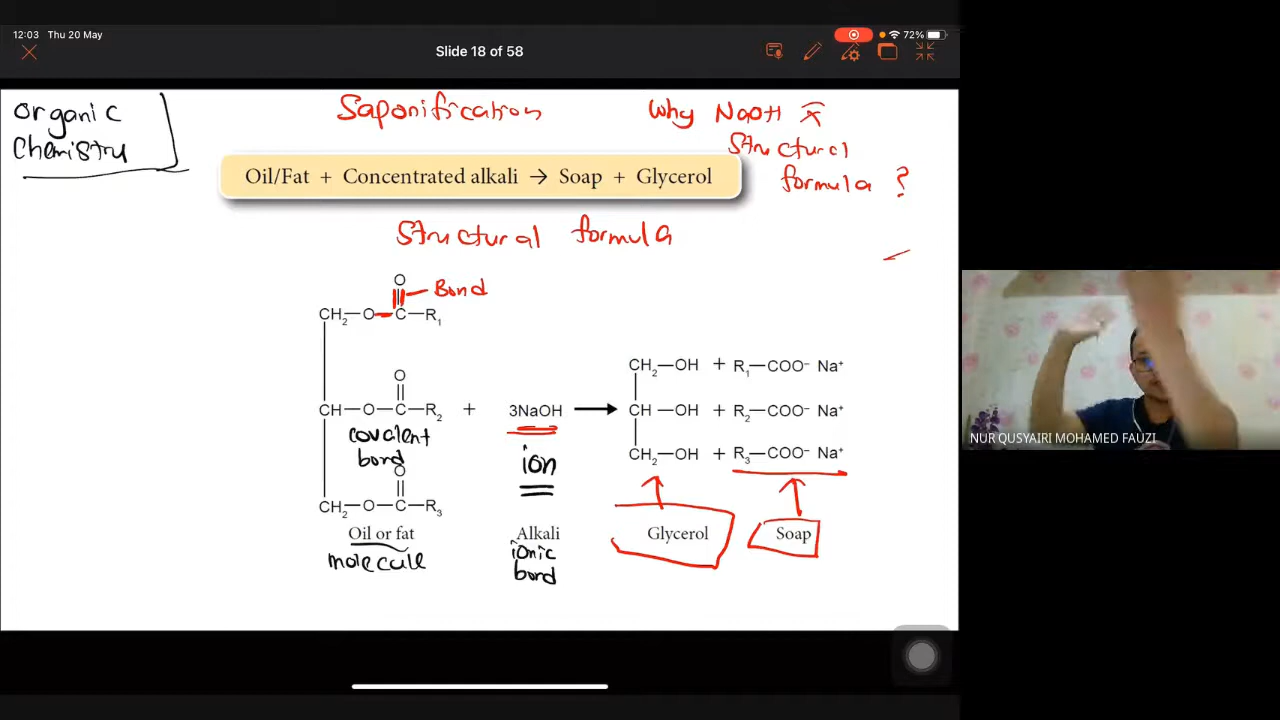 12:03 Thu 20 May
72%
Slide 18 of 58
Organic
Chemistry
Saponification
Why NaOH x
Structural
formula ?
Oil/Fat + Concentrated alkali → Soap + Glycerol
Structural formula
O
Bond
CH₂—O—C—R₁
O
CH—O—C—R₂ + 3NaOH
covalent
bond
O
CH₂—O—C—R₃
ion
CH₂—OH + R₁—COO⁻ Na⁺
CH—OH + R₂—COO⁻ Na⁺
CH₂—OH + R₃—COO⁻ Na⁺
Oil or fat
molecule
Alkali
ionic
bond
Glycerol
Soap
NUR QUSYAIRI MOHAMED FAUZI